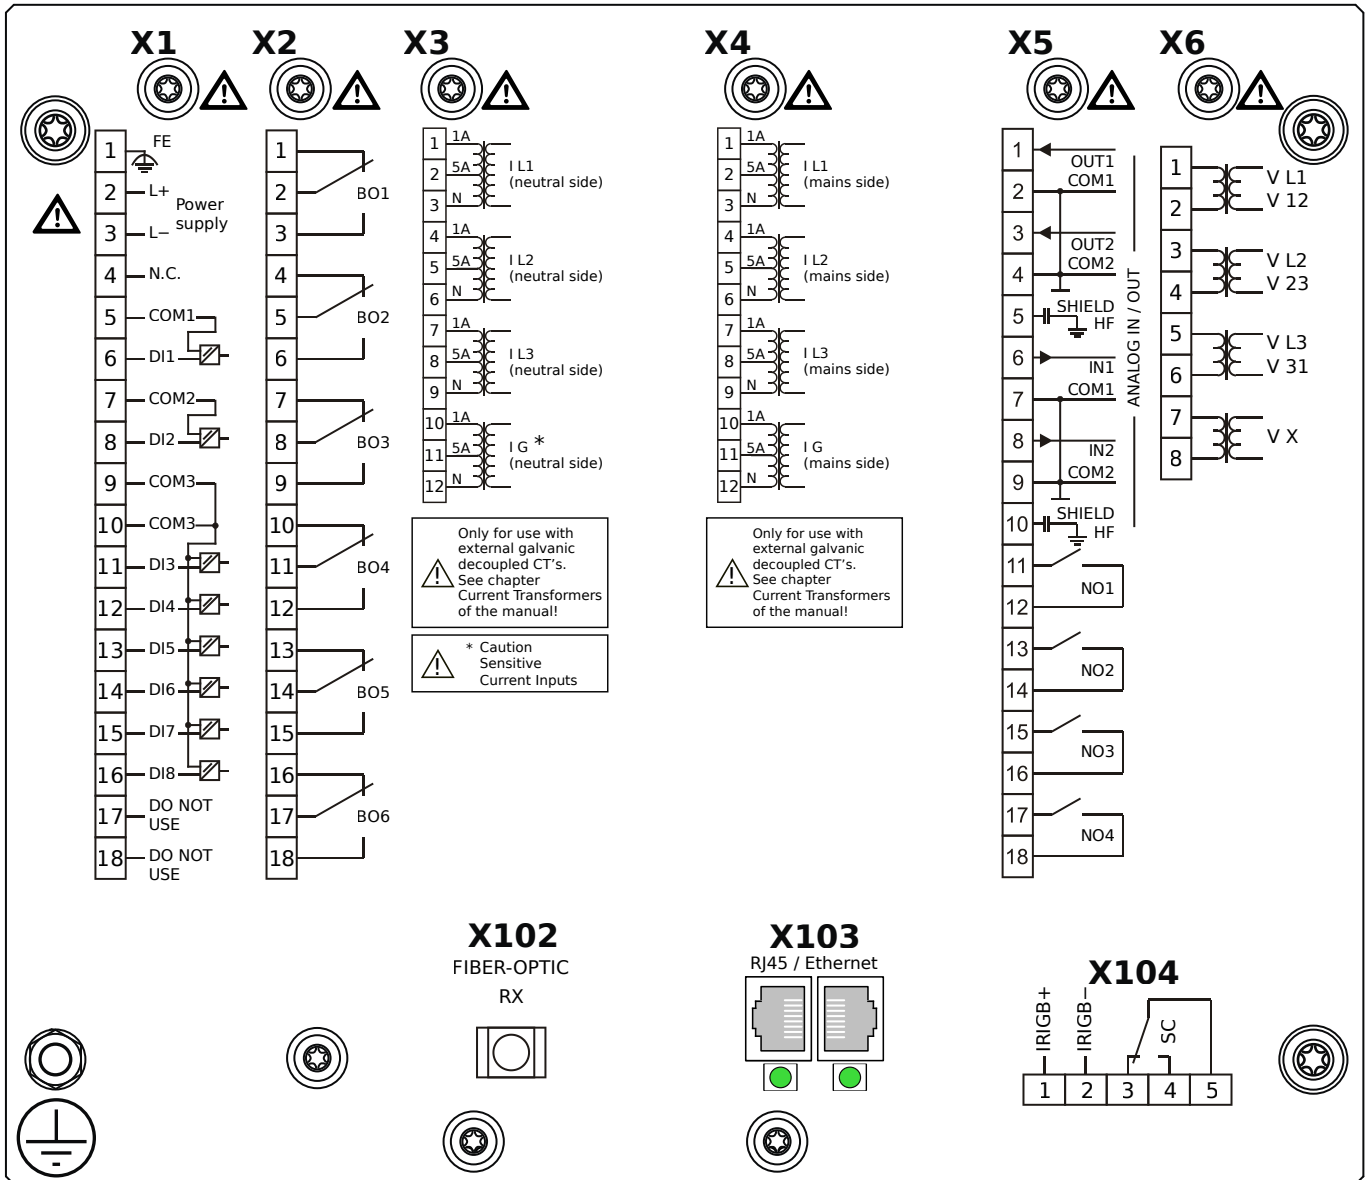 X1
1
FE
2
L+
Power
supply
3
L−
4
N.C.
5
COM1
6
DI1
7
COM2
8
DI2
9
COM3
10
COM3
11
DI3
12
DI4
13
DI5
14
DI6
15
DI7
16
DI8
17
DO NOT
USE
18
DO NOT
USE
X2
1
2
BO1
3
4
5
BO2
6
7
8
BO3
9
10
11
BO4
12
13
14
BO5
15
16
17
BO6
18
X3
1
1A
2
5A
3
N
I L1
(neutral side)
4
1A
5
5A
6
N
I L2
(neutral side)
7
1A
8
5A
9
N
I L3
(neutral side)
10
1A
11
5A
12
N
I G *
(neutral side)
Only for use with
external galvanic
decoupled CT’s.
See chapter
Current Transformers
of the manual!
* Caution
Sensitive
Current Inputs
X4
1
1A
2
5A
3
N
I L1
(mains side)
4
1A
5
5A
6
N
I L2
(mains side)
7
1A
8
5A
9
N
I L3
(mains side)
10
1A
11
5A
12
N
I G
(mains side)
Only for use with
external galvanic
decoupled CT’s.
See chapter
Current Transformers
of the manual!
X5
1
OUT1
2
COM1
3
OUT2
4
COM2
5
SHIELD
HF
6
IN1
7
COM1
8
IN2
9
COM2
10
SHIELD
HF
ANALOG IN / OUT
11
NO1
12
13
NO2
14
15
NO3
16
17
NO4
18
X6
1
V L1
2
V 12
3
V L2
4
V 23
5
V L3
6
V 31
7
V X
8
X102
FIBER-OPTIC
RX
X103
RJ45 / Ethernet
X104
IRIGB+
IRIGB−
SC
1 2 3 4 5